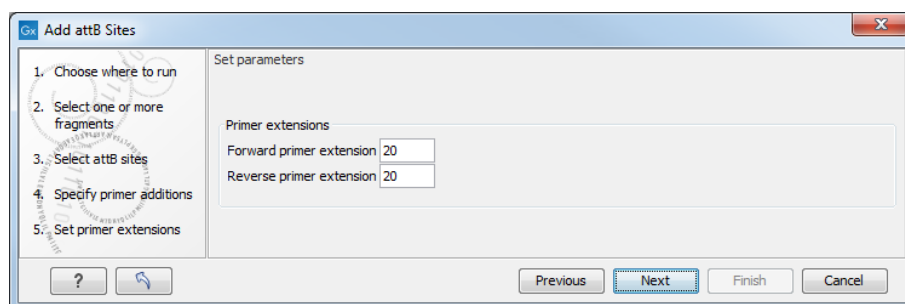 Gx Add attB Sites
1. Choose where to run
2. Select one or more
fragments
3. Select attB sites
4. Specify primer additions
5. Set primer extensions
Set parameters
Primer extensions
Forward primer extension 20
Reverse primer extension 20
?
Previous Next Finish Cancel